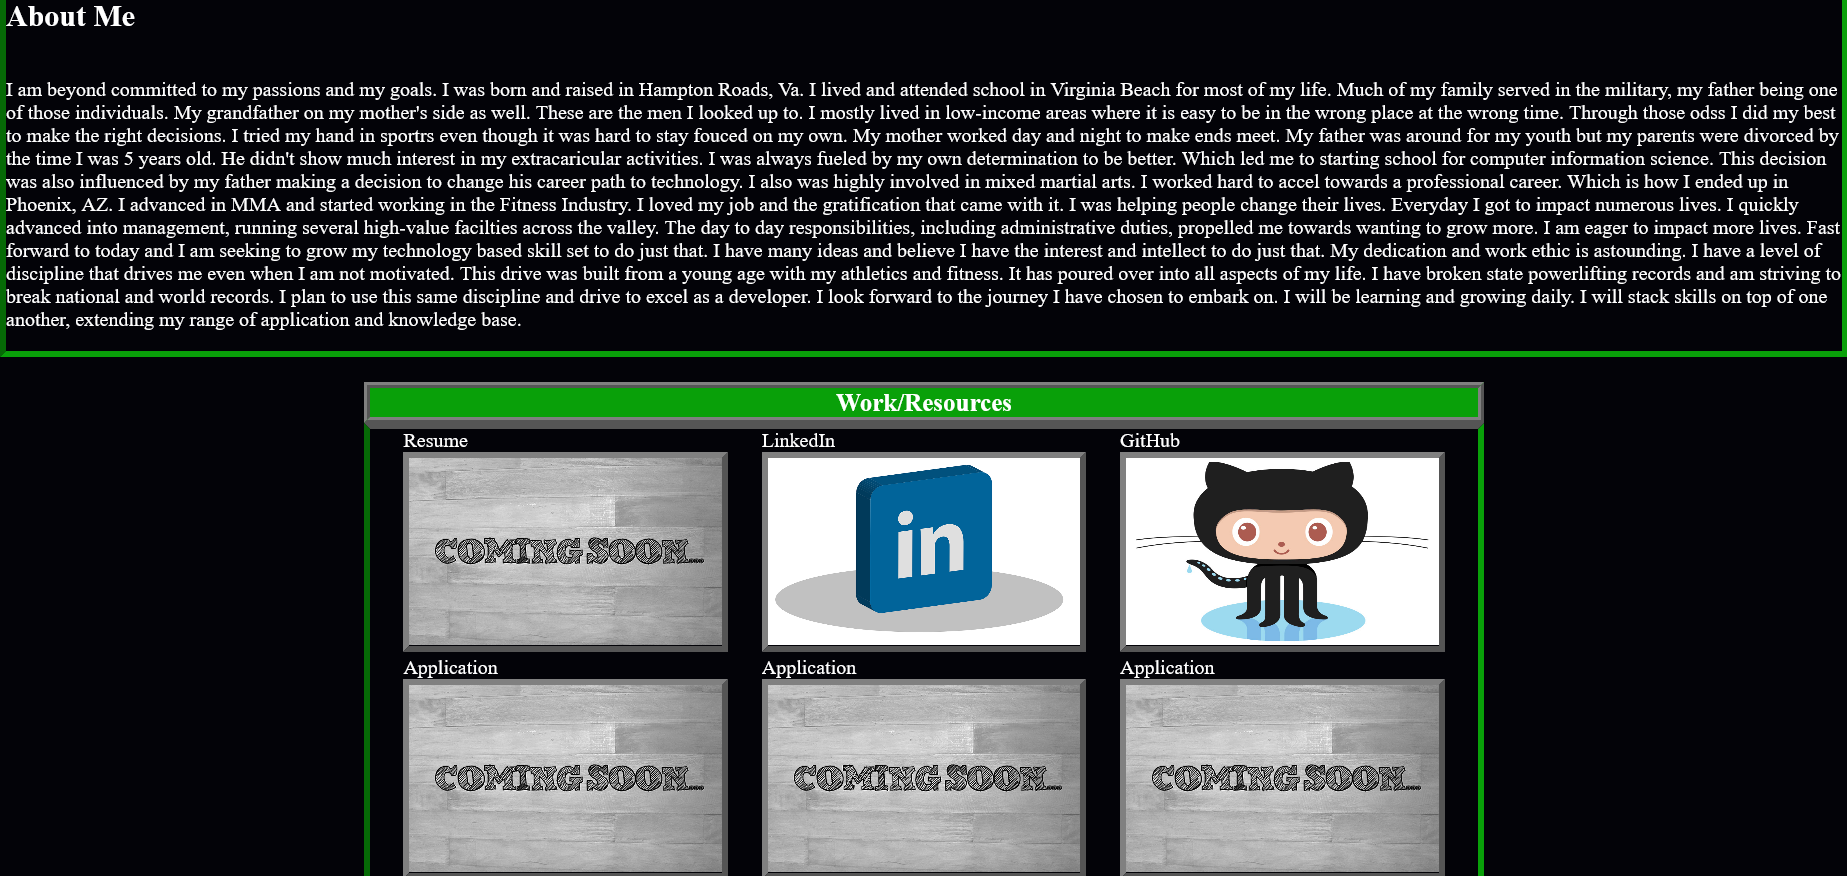 About Me
I am beyond committed to my passions and my goals. I was born and raised in Hampton Roads, Va. I lived and attended school in Virginia Beach for most of my life. Much of my family served in the military, my father being one
of those individuals. My grandfather on my mother's side as well. These are the men I looked up to. I mostly lived in low-income areas where it is easy to be in the wrong place at the wrong time. Through those odss I did my best
to make the right decisions. I tried my hand in sportrs even though it was hard to stay fouced on my own. My mother worked day and night to make ends meet. My father was around for my youth but my parents were divorced by
the time I was 5 years old. He didn't show much interest in my extracaricular activities. I was always fueled by my own determination to be better. Which led me to starting school for computer information science. This decision
was also influenced by my father making a decision to change his career path to technology. I also was highly involved in mixed martial arts. I worked hard to accel towards a professional career. Which is how I ended up in
Phoenix, AZ. I advanced in MMA and started working in the Fitness Industry. I loved my job and the gratification that came with it. I was helping people change their lives. Everyday I got to impact numerous lives. I quickly
advanced into management, running several high-value facilties across the valley. The day to day responsibilities, including administrative duties, propelled me towards wanting to grow more. I am eager to impact more lives. Fast
forward to today and I am seeking to grow my technology based skill set to do just that. I have many ideas and believe I have the interest and intellect to do just that. My dedication and work ethic is astounding. I have a level of
discipline that drives me even when I am not motivated. This drive was built from a young age with my athletics and fitness. It has poured over into all aspects of my life. I have broken state powerlifting records and am striving to
break national and world records. I plan to use this same discipline and drive to excel as a developer. I look forward to the journey I have chosen to embark on. I will be learning and growing daily. I will stack skills on top of one
another, extending my range of application and knowledge base.
Work/Resources
Resume
LinkedIn
GitHub
COMING SOON...
in
Application
Application
Application
COMING SOON...
COMING SOON...
COMING SOON...